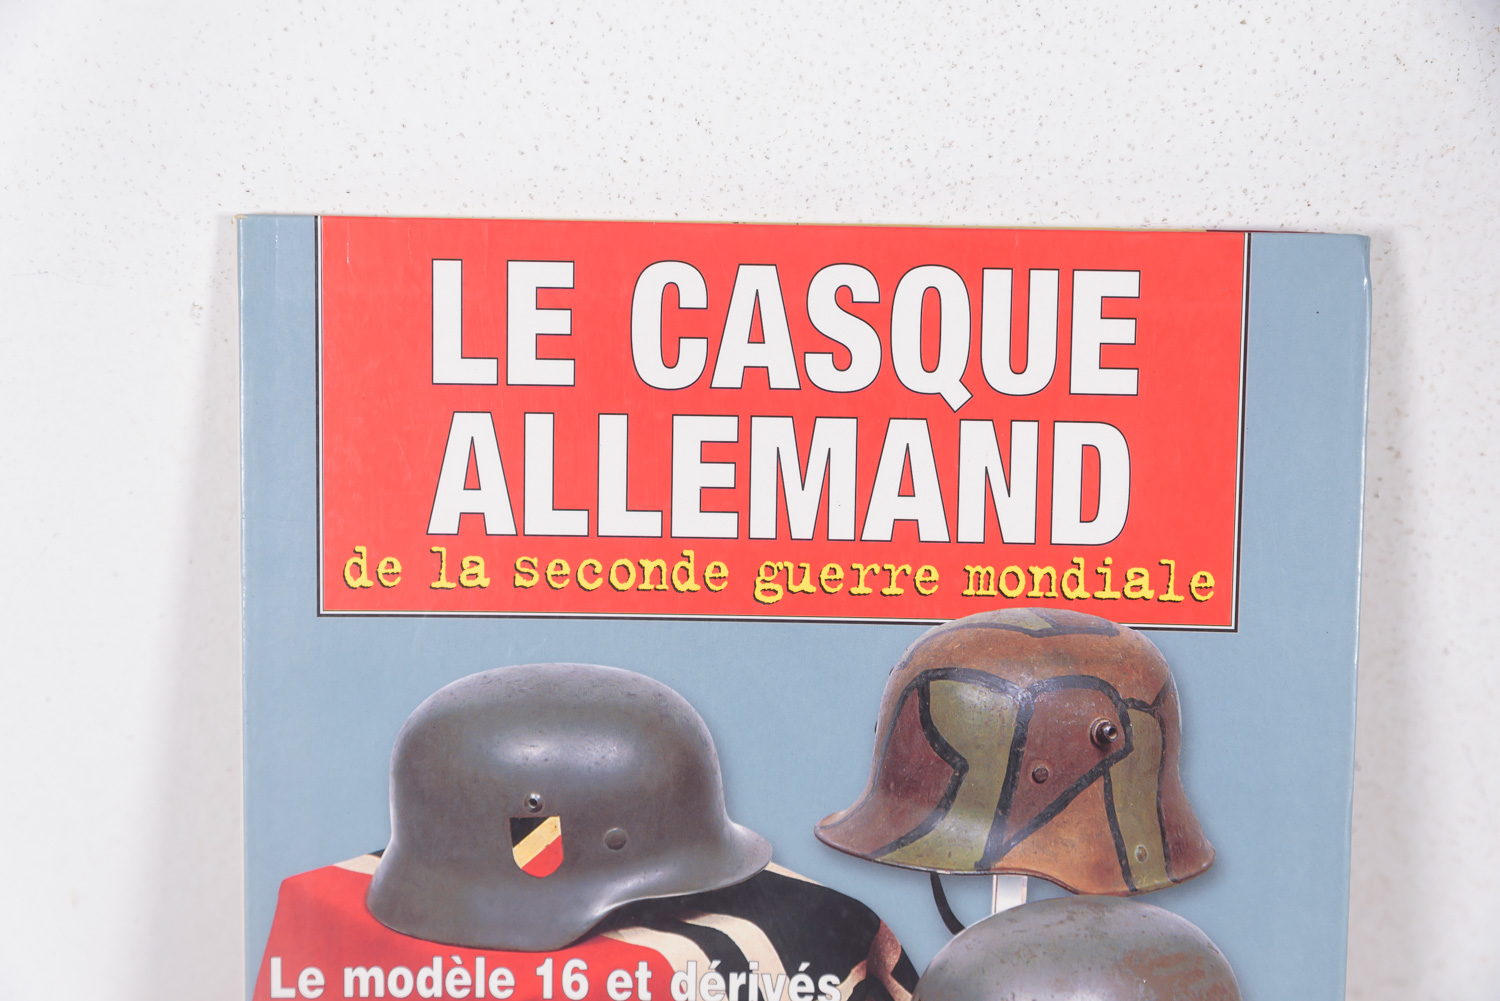 LE CASQUE
ALLEMAND
de la seconde guerre mondiale
Le modèle 16 et dérivés